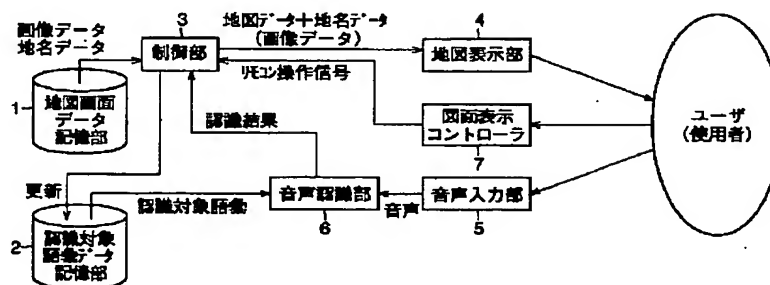 画像データ
地名データ
3
制御部
地図データ+地名データ
(画像データ)
4
地図表示部
リモコン操作信号
1
地図画面
データ
記憶部
認識結果
図面表示
コントローラ
7
ユーザ
(使用者)
更新
認識対象語彙
音声認識部
6
音声
音声入力部
5
2
認識対象
語彙データ
記憶部